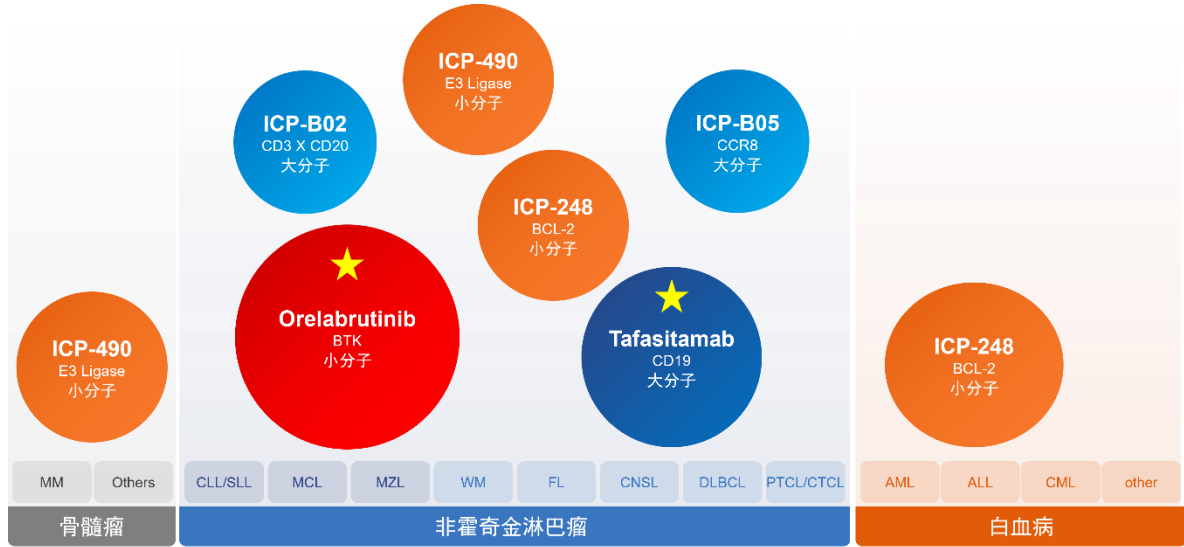 ICP-490
E3 Ligase
小分子
ICP-B02
CD3 X CD20
大分子
ICP-B05
CCR8
大分子
ICP-248
BCL-2
小分子
Orelabrutinib
BTK
小分子
Tafasitamab
CD19
大分子
ICP-490
E3 Ligase
小分子
ICP-248
BCL-2
小分子
MM
Others
CLL/SLL
MCL
MZL
WM
FL
CNSL
DLBCL
PTCL/CTCL
AML
ALL
CML
other
骨髓瘤
非霍奇金淋巴瘤
白血病